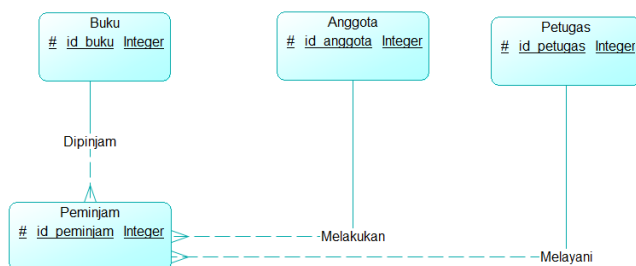 Buku
# id_buku Integer
Anggota
# id_anggota Integer
Petugas
# id_petugas Integer
Dipinjam
Peminjam
# id_peminjam Integer
Melakukan
Melayani